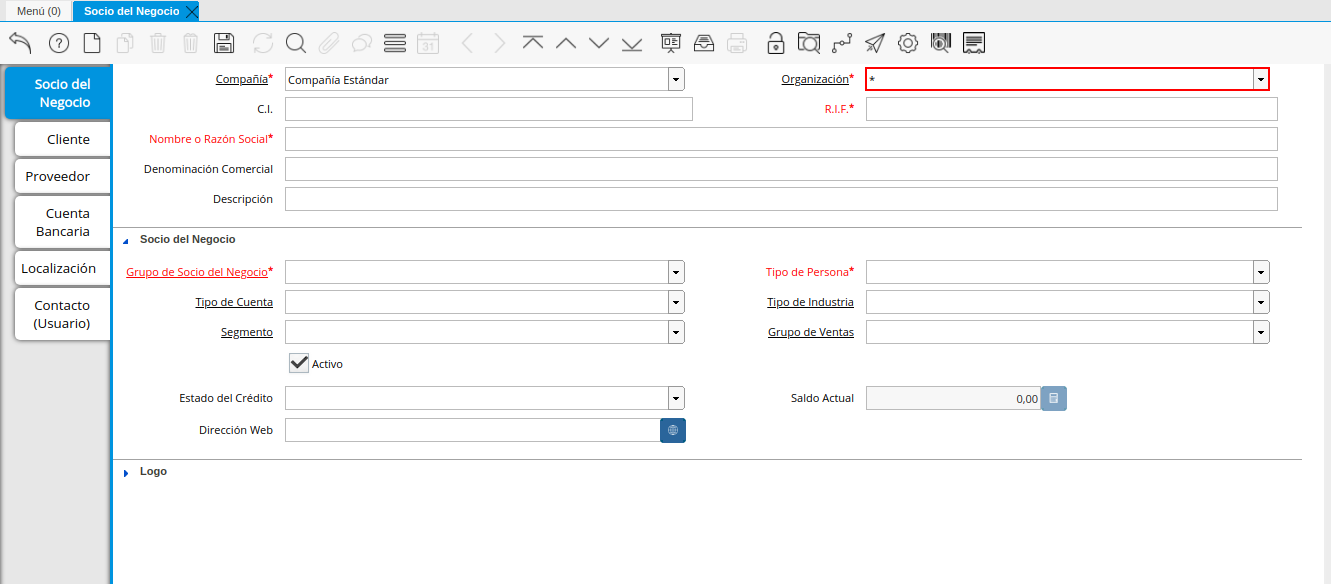 Menú (0)
Socio del Negocio
31
Socio del
Negocio
Cliente
Proveedor
Cuenta
Bancaria
Localización
Contacto
(Usuario)
Compañía* Compañía Estándar Organización* *
C.I. R.I.F.*
Nombre o Razón Social*
Denominación Comercial
Descripción
Socio del Negocio
Grupo de Socio del Negocio* Tipo de Persona*
Tipo de Cuenta Tipo de Industria
Segmento Grupo de Ventas
Activo
Estado del Crédito Saldo Actual 0,00
Dirección Web
Logo